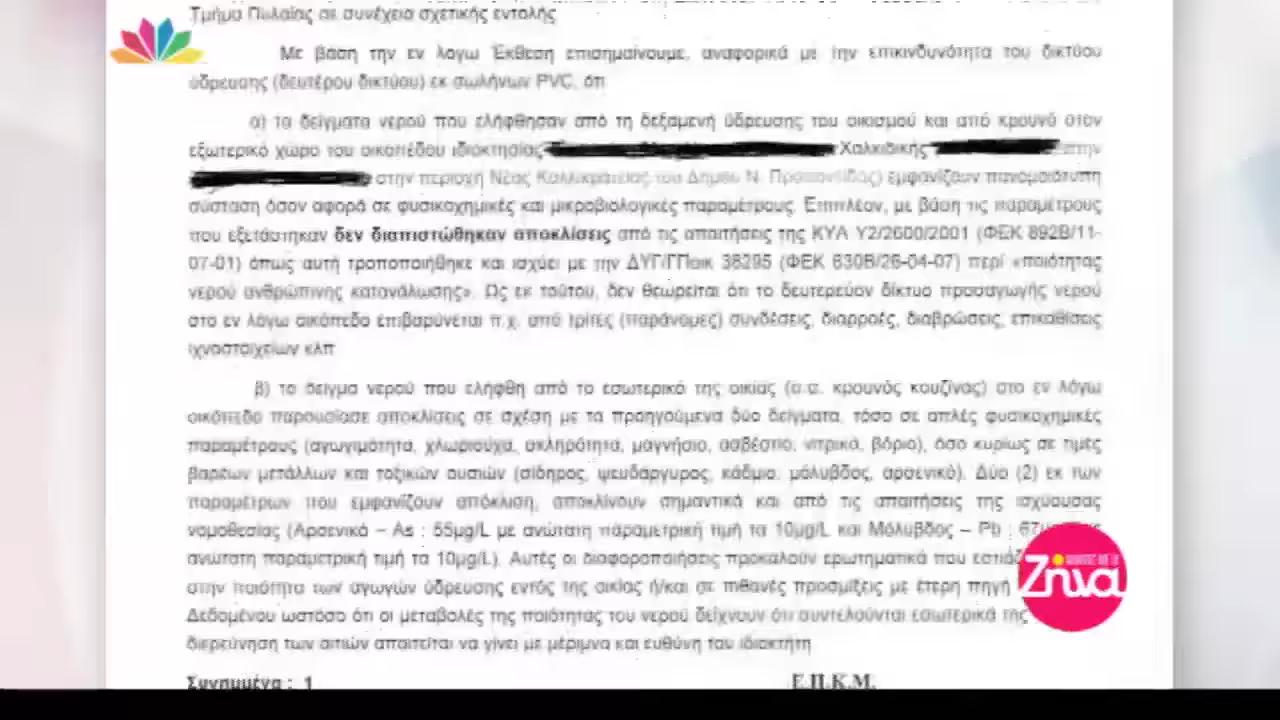 Τμήμα Πυλαίας σε συνέχεια σχετικής εντολής
Με βάση την εν λόγω Έκθεση επισημαίνουμε, αναφορικά με την επικινδυνότητα του δικτύου
ύδρευσης (δευτέρου δικτύου) εκ σωλήνων PVC, ότι
α) τα δείγματα νερού που ελήφθησαν από τη δεξαμενή ύδρευσης του οικισμού και από κρουνό στον
εξωτερικό χώρο του οικοπέδου ιδιοκτησίας Χαλκιδικής στην
στην περιοχή Νέας Καλλικράτειας του Δήμου Ν. Προποντίδας) εμφανίζουν πανομοιότυπη
σύσταση όσον αφορά σε φυσικοχημικές και μικροβιολογικές παραμέτρους. Επιπλέον, με βάση τις παραμέτρους
που εξετάστηκαν δεν διαπιστώθηκαν αποκλίσεις από τις απαιτήσεις της ΚΥΑ Υ2/2600/2001 (ΦΕΚ 892Β/11-
07-01) όπως αυτή τροποποιήθηκε και ισχύει με την ΔΥΓ/ΓΠοικ 38295 (ΦΕΚ 630Β/26-04-07) περί «ποιότητας
νερού ανθρώπινης κατανάλωσης». Ως εκ τούτου, δεν θεωρείται ότι το δευτερεύον δίκτυο προσαγωγής νερού
στο εν λόγω οικόπεδο επιβαρύνεται π.χ. από τρίτες (παράνομες) συνδέσεις, διαρροές, διαβρώσεις, επικαθίσεις
ιχνοστοιχείων κλπ
β) το δείγμα νερού που ελήφθη από το εσωτερικό της οικίας (α.α. κρουνός κουζίνας) στο εν λόγω
οικόπεδο παρουσίασε αποκλίσεις σε σχέση με τα προηγούμενα δύο δείγματα, τόσο σε απλές φυσικοχημικές
παραμέτρους (αγωγιμότητα, χλωριούχα, σκληρότητα, μαγνήσιο, ασβέστιο, νιτρικά, βόριο), όσο κυρίως σε τιμές
βαρέων μετάλλων και τοξικών ουσιών (σίδηρος, ψευδάργυρος, κάδμιο, μόλυβδος, αρσενικό). Δύο (2) εκ των
παραμέτρων που εμφανίζουν απόκλιση, αποκλίνουν σημαντικά και από τις απαιτήσεις της ισχύουσας
νομοθεσίας (Αρσενικό – As : 55μg/L με ανώτατη παραμετρική τιμή τα 10μg/L και Μόλυβδος – Pb : 67μ
ανώτατη παραμετρική τιμή τα 10μg/L). Αυτές οι διαφοροποιήσεις προκαλούν ερωτηματικά που εστιάζ
στην ποιότητα των αγωγών ύδρευσης εντός της οικίας ή/και σε πιθανές προσμίξεις με έτερη πηγή
Δεδομένου ωστόσο ότι οι μεταβολές της ποιότητας του νερού δείχνουν ότι συντελούνται εσωτερικά της
διερεύνηση των αιτιών απαιτείται να γίνει με μέριμνα και ευθύνη του ιδιοκτήτη
Ζήνα
Συνημμένα : 1 Ε.Π.Κ.Μ.